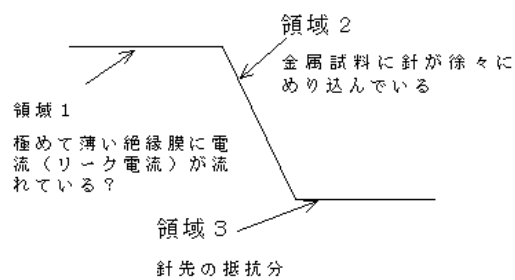 領域2
金属試料に針が徐々に
めり込んでいる
領域1
極めて薄い絶縁膜に電
流（リーク電流）が流
れている？
領域3
針先の抵抗分